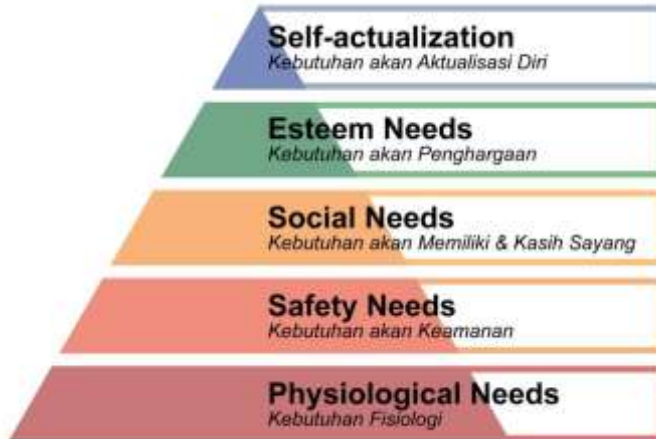 Self-actualization
Kebutuhan akan Aktualisasi Diri
Esteem Needs
Kebutuhan akan Penghargaan
Social Needs
Kebutuhan akan Memiliki & Kasih Sayang
Safety Needs
Kebutuhan akan Keamanan
Physiological Needs
Kebutuhan Fisiologi